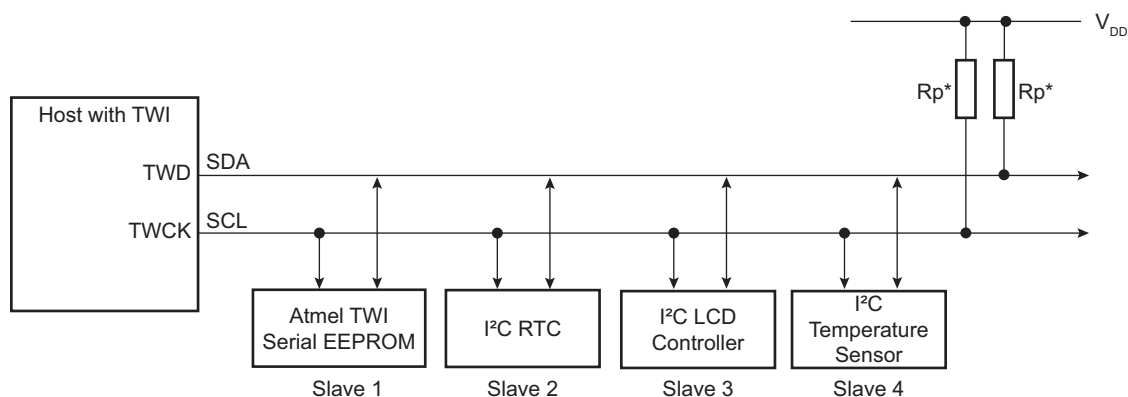 V_DD
Rp* Rp*
Host with TWI
TWD SDA
TWCK SCL
Atmel TWI
Serial EEPROM
I²C RTC
I²C LCD
Controller
I²C
Temperature
Sensor
Slave 1 Slave 2 Slave 3 Slave 4